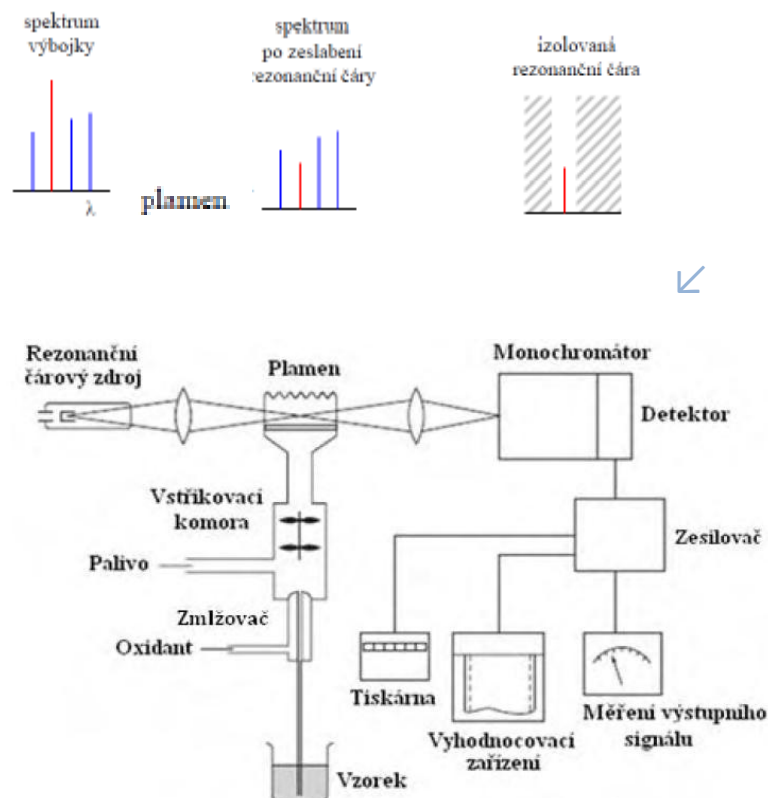 spektrum
výbojky
spektrum
po zeslabení
rezonanční čáry
izolovaná
rezonanční čára
λ
plamen
Rezonanční
čárový zdroj
Plamen
Monochromátor
Detektor
Vstřikovací
komora
Zesilovač
Palivo
Zmlžovač
Oxidant
Tiskárna
Vyhodnocovací
zařízení
Měření výstupního
signálu
Vzorek